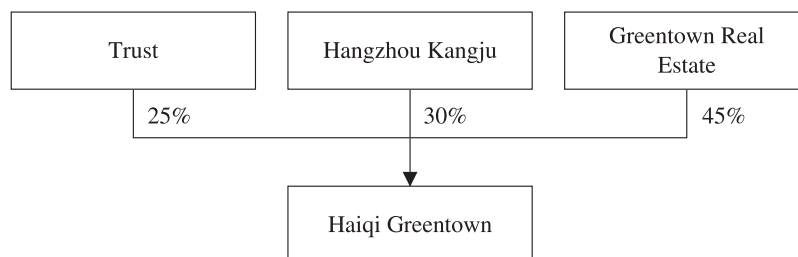 Trust
Hangzhou Kangju
Greentown Real
Estate
25%
30%
45%
Haiqi Greentown